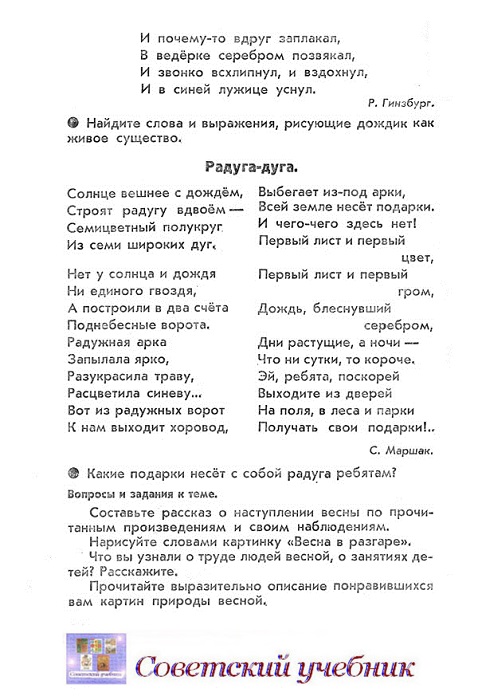 И почему-то вдруг заплакал,
В ведёрке серебром позвякал,
И звонко всхлипнул, и вздохнул,
И в синей лужице уснул.
Р. Гинзбург.
Найдите слова и выражения, рисующие дождик как
живое существо.
Радуга-дуга.
Солнце вешнее с дождём,
Строят радугу вдвоём —
Семицветный полукруг
Из семи широких дуг.
Нет у солнца и дождя
Ни единого гвоздя,
А построили в два счёта
Поднебесные ворота.
Радужная арка
Запылала ярко,
Разукрасила траву,
Расцветила синеву...
Вот из радужных ворот
К нам выходит хоровод,
Выбегает из-под арки,
Всей земле несёт подарки.
И чего-чего здесь нет!
Первый лист и первый
цвет,
Первый лист и первый
гром,
Дождь, блеснувший
серебром,
Дни растущие, а ночи —
Что ни сутки, то короче.
Эй, ребята, поскорей
Выходите из дверей
На поля, в леса и парки
Получать свои подарки!..
С. Маршак.
Какие подарки несёт с собой радуга ребятам?
Вопросы и задания к теме.
Составьте рассказ о наступлении весны по прочи-
танным произведениям и своим наблюдениям.
Нарисуйте словами картинку «Весна в разгаре».
Что вы узнали о труде людей весной, о занятиях де-
тей? Расскажите.
Прочитайте выразительно описание понравившихся
вам картин природы весной.
Советский учебник
Советский учебник